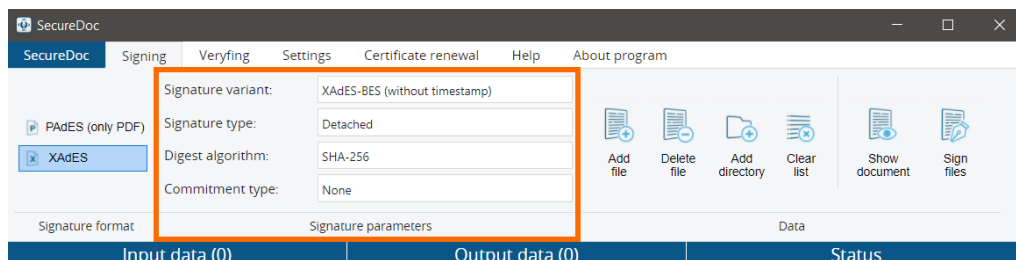 SecureDoc
SecureDoc Signing Veryfing Settings Certificate renewal Help About program
PAdES (only PDF)
XAdES
Signature format
Signature variant: XAdES-BES (without timestamp)
Signature type: Detached
Digest algorithm: SHA-256
Commitment type: None
Signature parameters
Add
file
Delete
file
Add
directory
Clear
list
Show
document
Sign
files
Data
Input data (0) Output data (0) Status